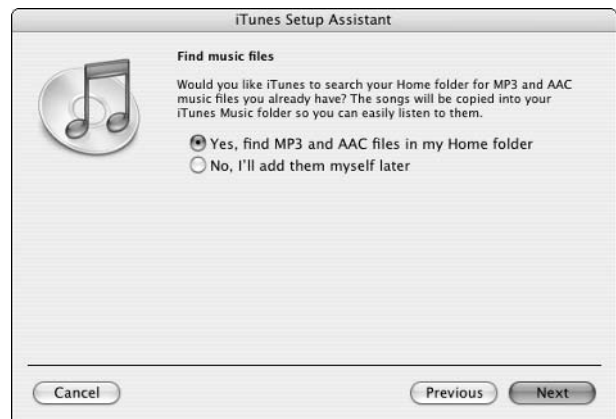 iTunes Setup Assistant
Find music files
Would you like iTunes to search your Home folder for MP3 and AAC
music files you already have? The songs will be copied into your
iTunes Music folder so you can easily listen to them.
Yes, find MP3 and AAC files in my Home folder
No, I'll add them myself later
Cancel
Previous
Next